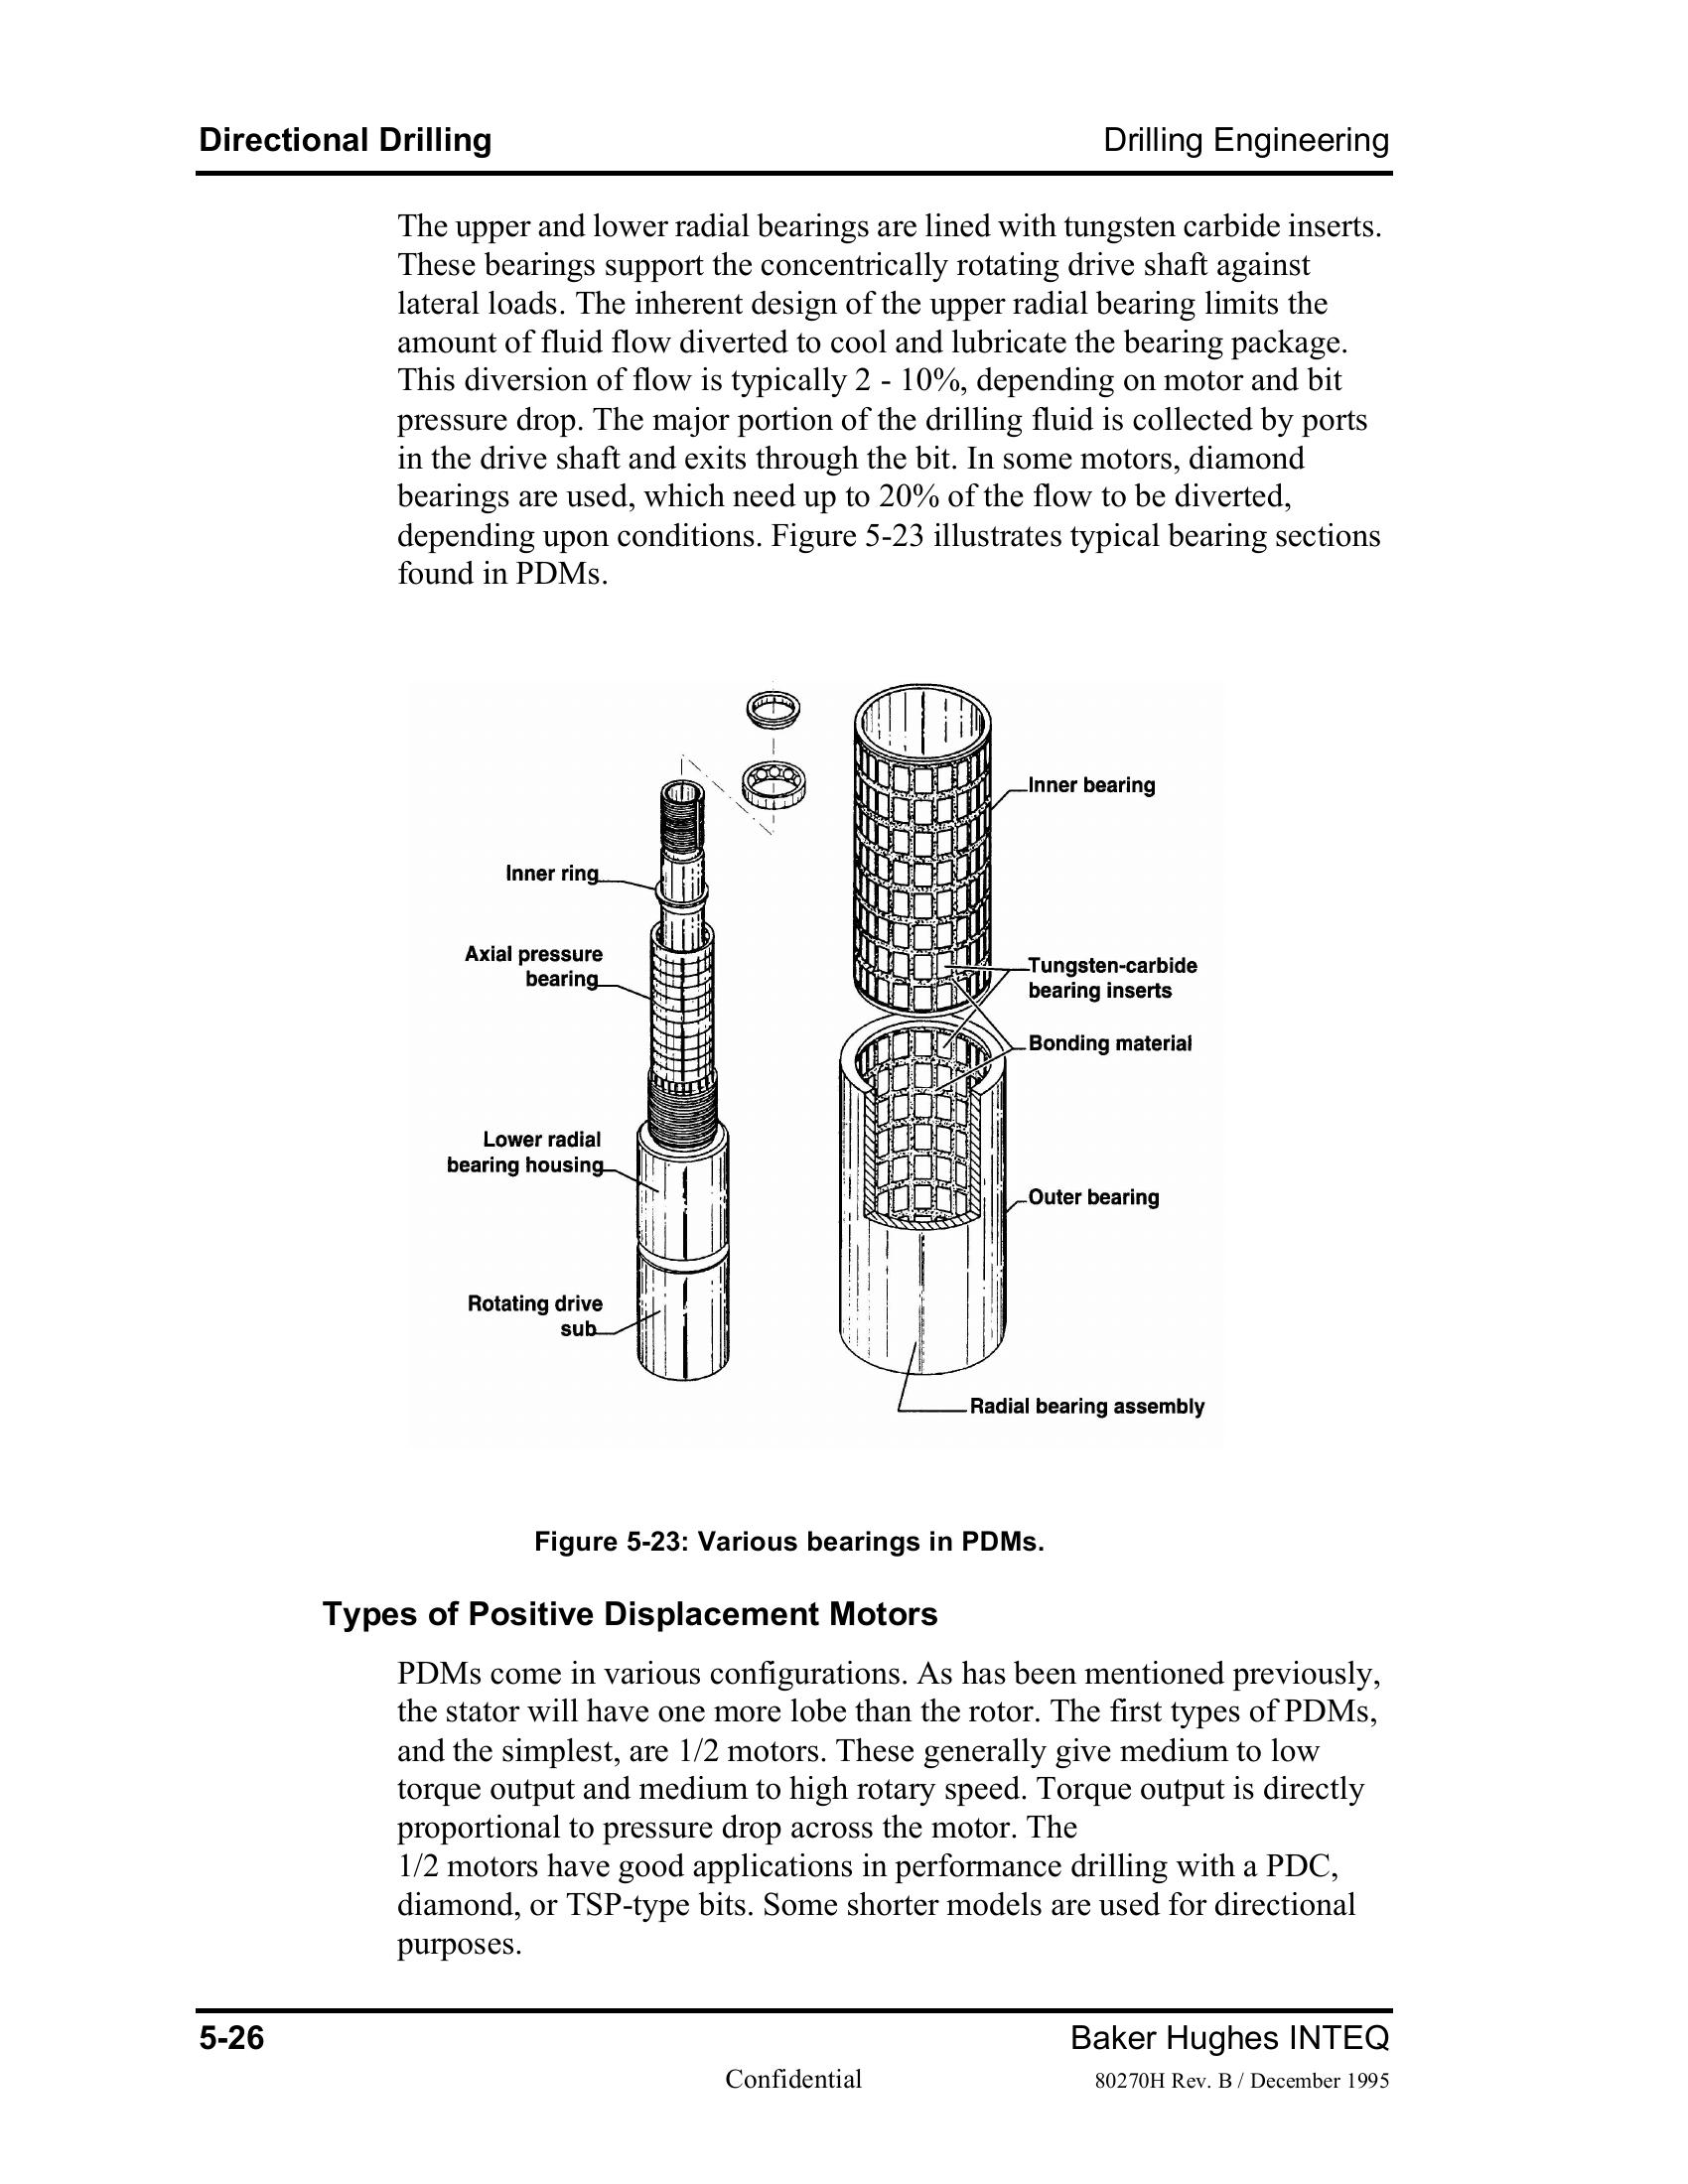 Directional Drilling
Drilling Engineering
The upper and lower radial bearings are lined with tungsten carbide inserts.
These bearings support the concentrically rotating drive shaft against
lateral loads. The inherent design of the upper radial bearing limits the
amount of fluid flow diverted to cool and lubricate the bearing package.
This diversion of flow is typically 2 - 10%, depending on motor and bit
pressure drop. The major portion of the drilling fluid is collected by ports
in the drive shaft and exits through the bit. In some motors, diamond
bearings are used, which need up to 20% of the flow to be diverted,
depending upon conditions. Figure 5-23 illustrates typical bearing sections
found in PDMs.
Inner ring
Axial pressure
bearing
Lower radial
bearing housing
Rotating drive
sub
Inner bearing
Tungsten-carbide
bearing inserts
Bonding material
Outer bearing
Radial bearing assembly
Figure 5-23: Various bearings in PDMs.
Types of Positive Displacement Motors
PDMs come in various configurations. As has been mentioned previously,
the stator will have one more lobe than the rotor. The first types of PDMs,
and the simplest, are 1/2 motors. These generally give medium to low
torque output and medium to high rotary speed. Torque output is directly
proportional to pressure drop across the motor. The
1/2 motors have good applications in performance drilling with a PDC,
diamond, or TSP-type bits. Some shorter models are used for directional
purposes.
5-26
Baker Hughes INTEQ
Confidential
80270H Rev. B / December 1995